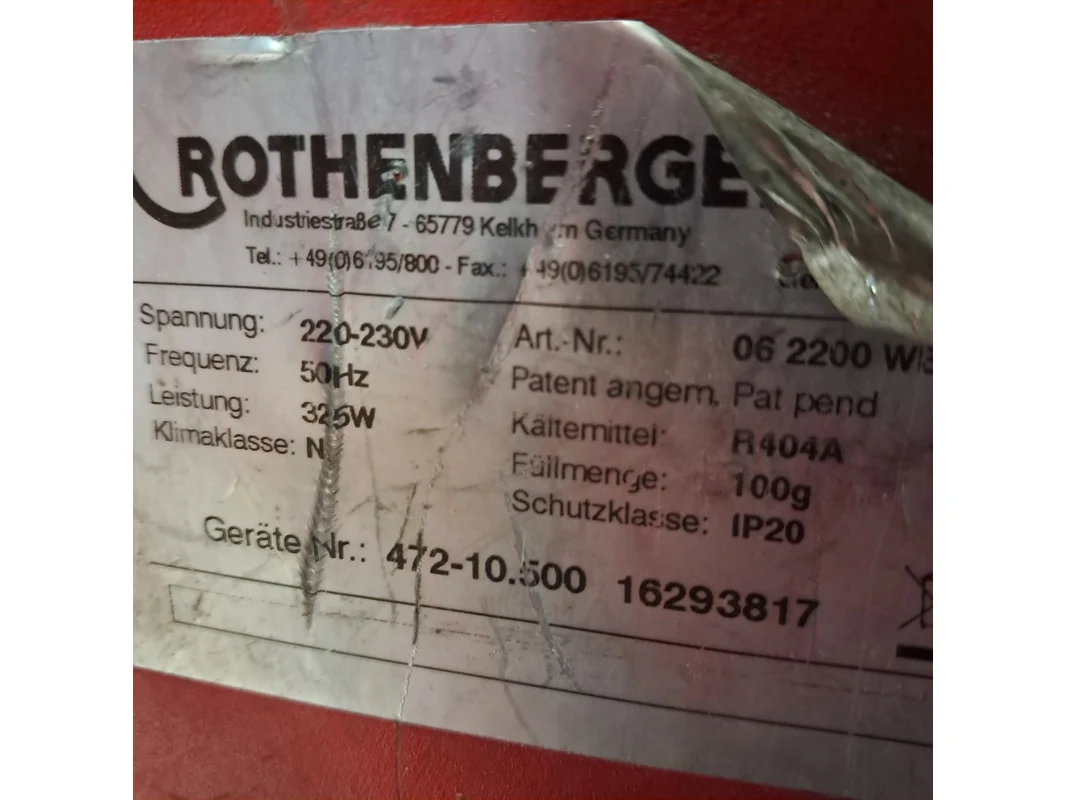 ROTHENBERGE
Industriestraße 7 - 65779 Kelkh m Germany
Tel.: +49(0)6195/800 - Fax.: +49(0)6195/74422
Spannung: 220-230V
Frequenz: 50Hz
Leistung: 325W
Klimaklasse: N
Art.-Nr.: 06 2200 WIE
Patent angem, Pat pend
Kältemittel: R404A
Füllmenge: 100g
Schutzklasse: IP20
Geräte Nr.: 472-10.500 16293817